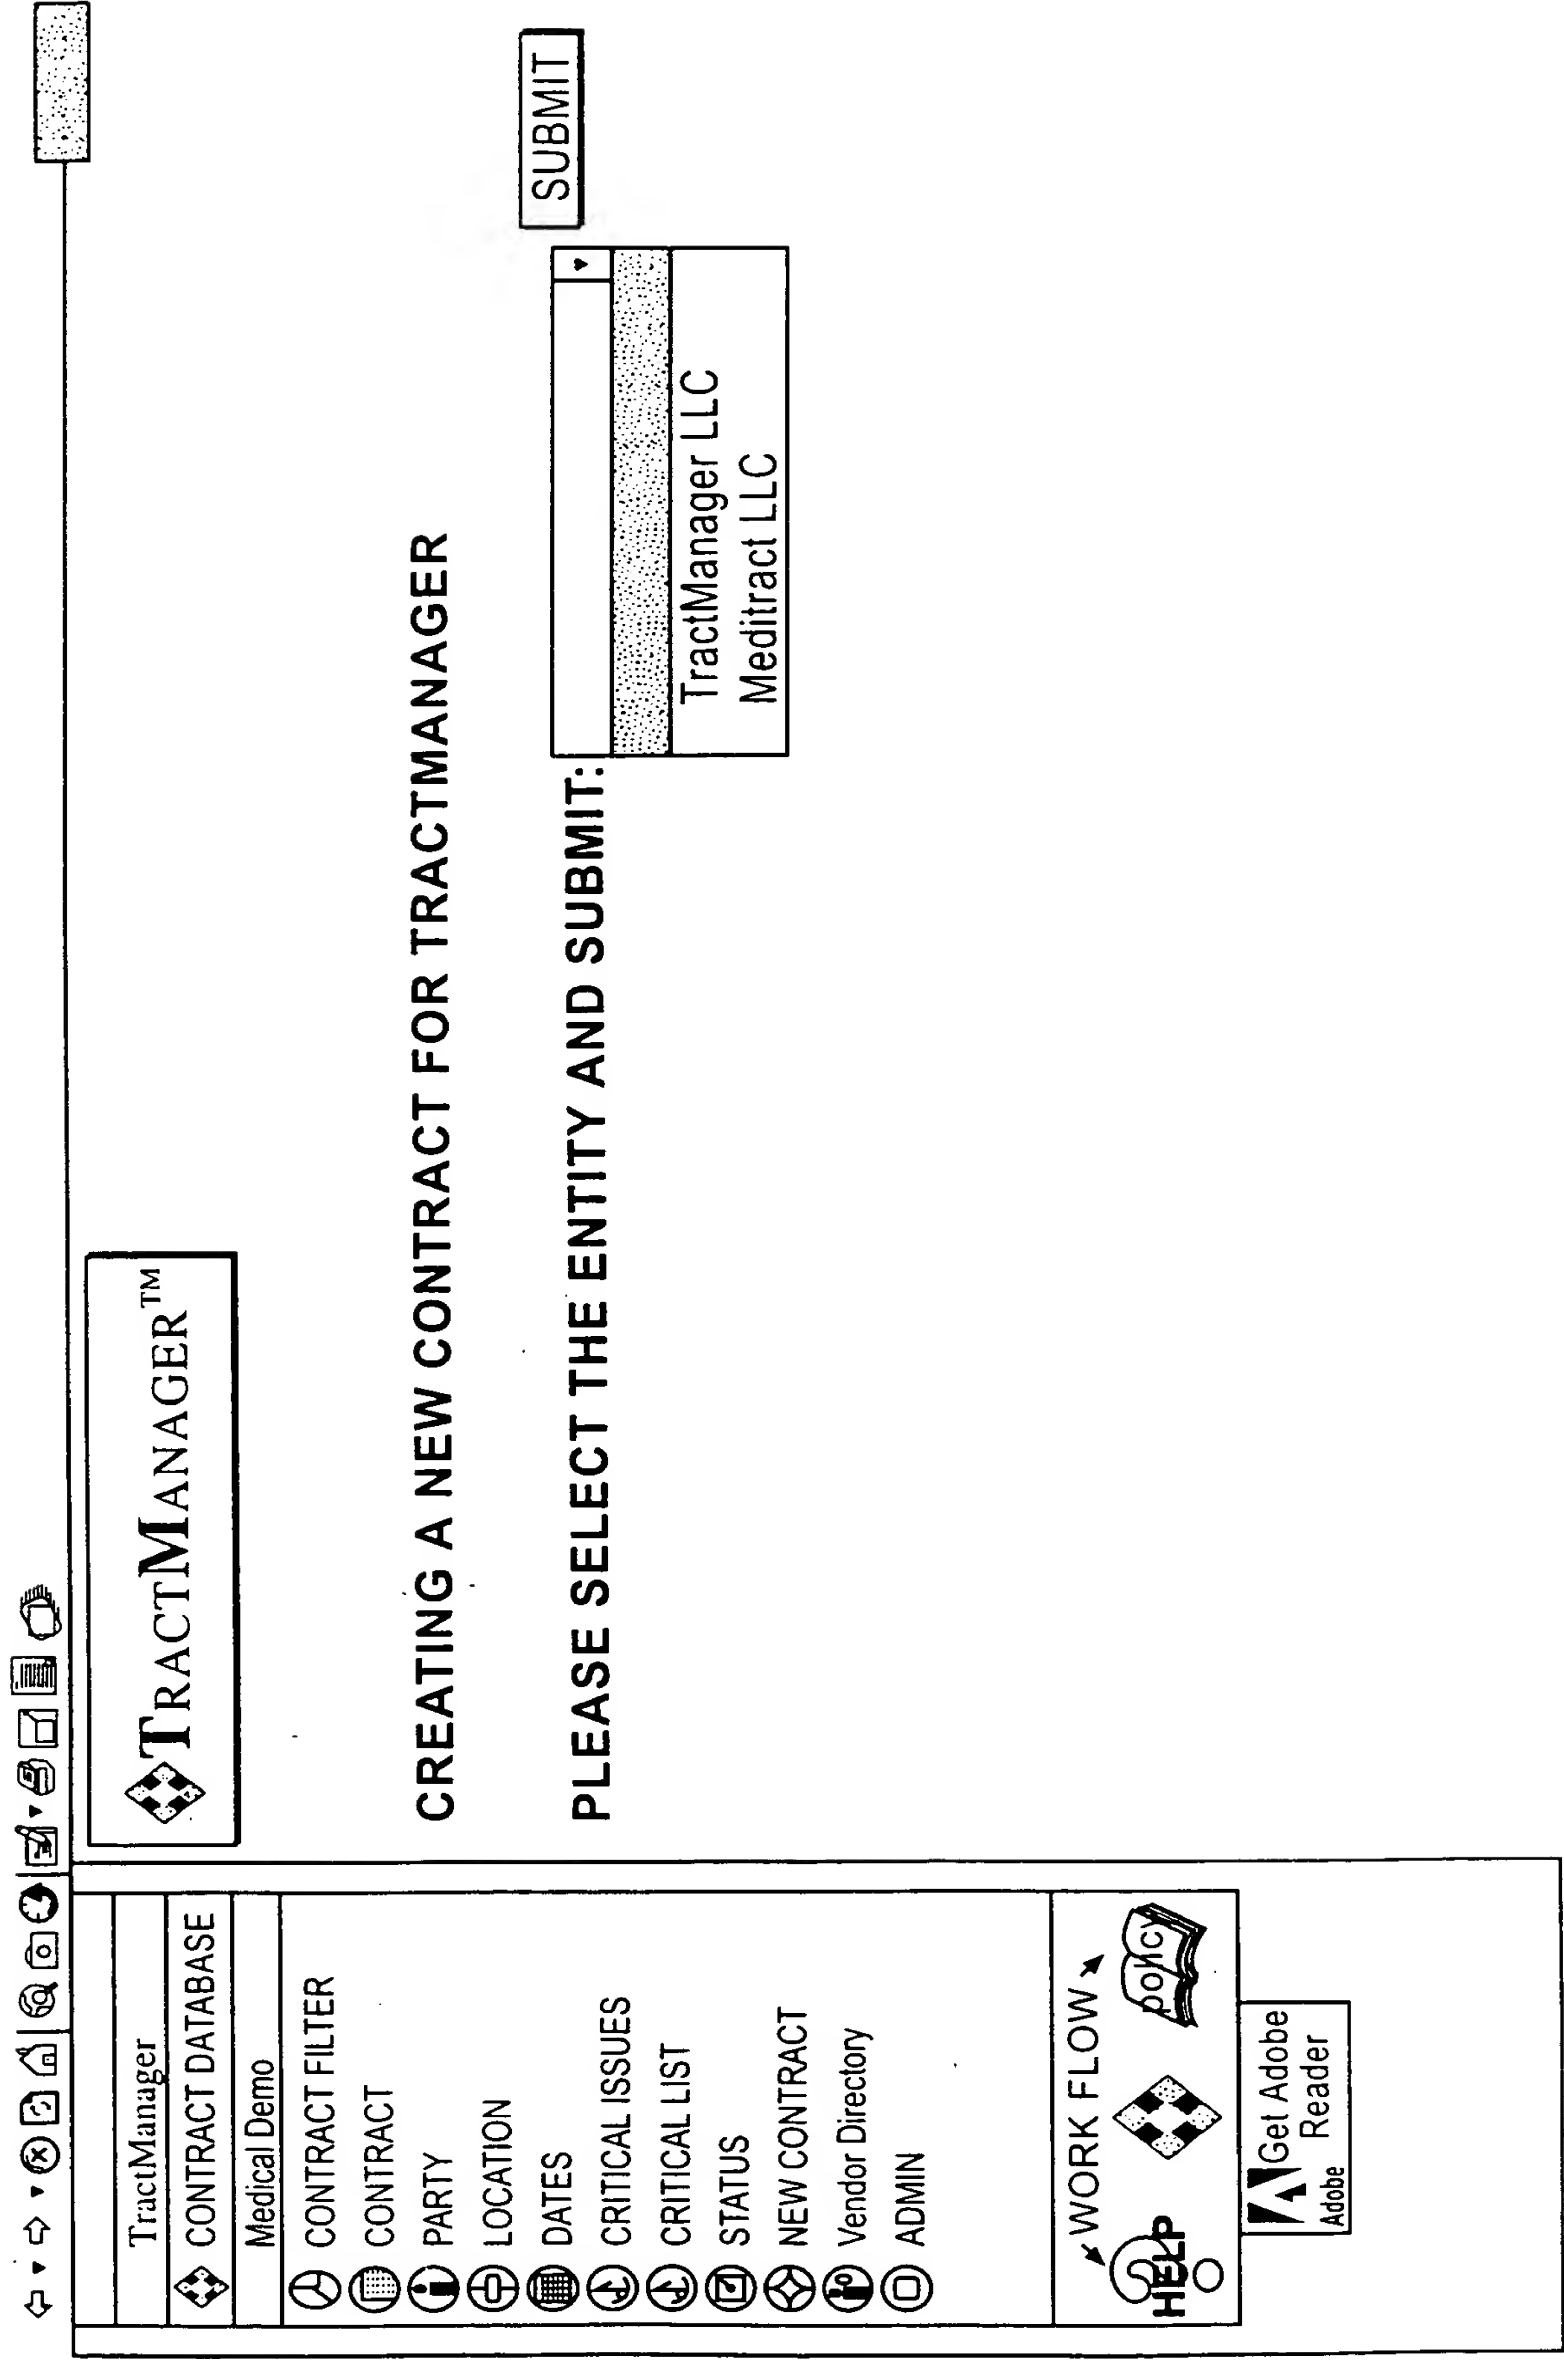 TractManager
CONTRACT DATABASE
Medical Demo
CONTRACT FILTER
CONTRACT
PARTY
LOCATION
DATES
CRITICAL ISSUES
CRITICAL LIST
STATUS
NEW CONTRACT
Vendor Directory
ADMIN
WORK FLOW
HELP
policy
Get Adobe
Reader
Adobe
TRACTMANAGER™
CREATING A NEW CONTRACT FOR TRACTMANAGER
PLEASE SELECT THE ENTITY AND SUBMIT:
SUBMIT
TractManager LLC
Meditract LLC